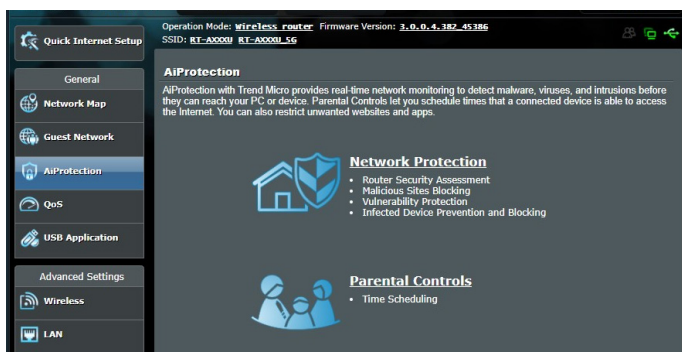 Operation Mode: Wireless router Firmware Version: 3.0.0.4.382_45386
SSID: RT-AXXXU RT-AXXXU_5G
Quick Internet Setup
General
Network Map
Guest Network
AiProtection
QoS
USB Application
Advanced Settings
Wireless
LAN
AiProtection
AiProtection with Trend Micro provides real-time network monitoring to detect malware, viruses, and intrusions before
they can reach your PC or device. Parental Controls let you schedule times that a connected device is able to access
the Internet. You can also restrict unwanted websites and apps.
Network Protection
• Router Security Assessment
• Malicious Sites Blocking
• Vulnerability Protection
• Infected Device Prevention and Blocking
Parental Controls
• Time Scheduling